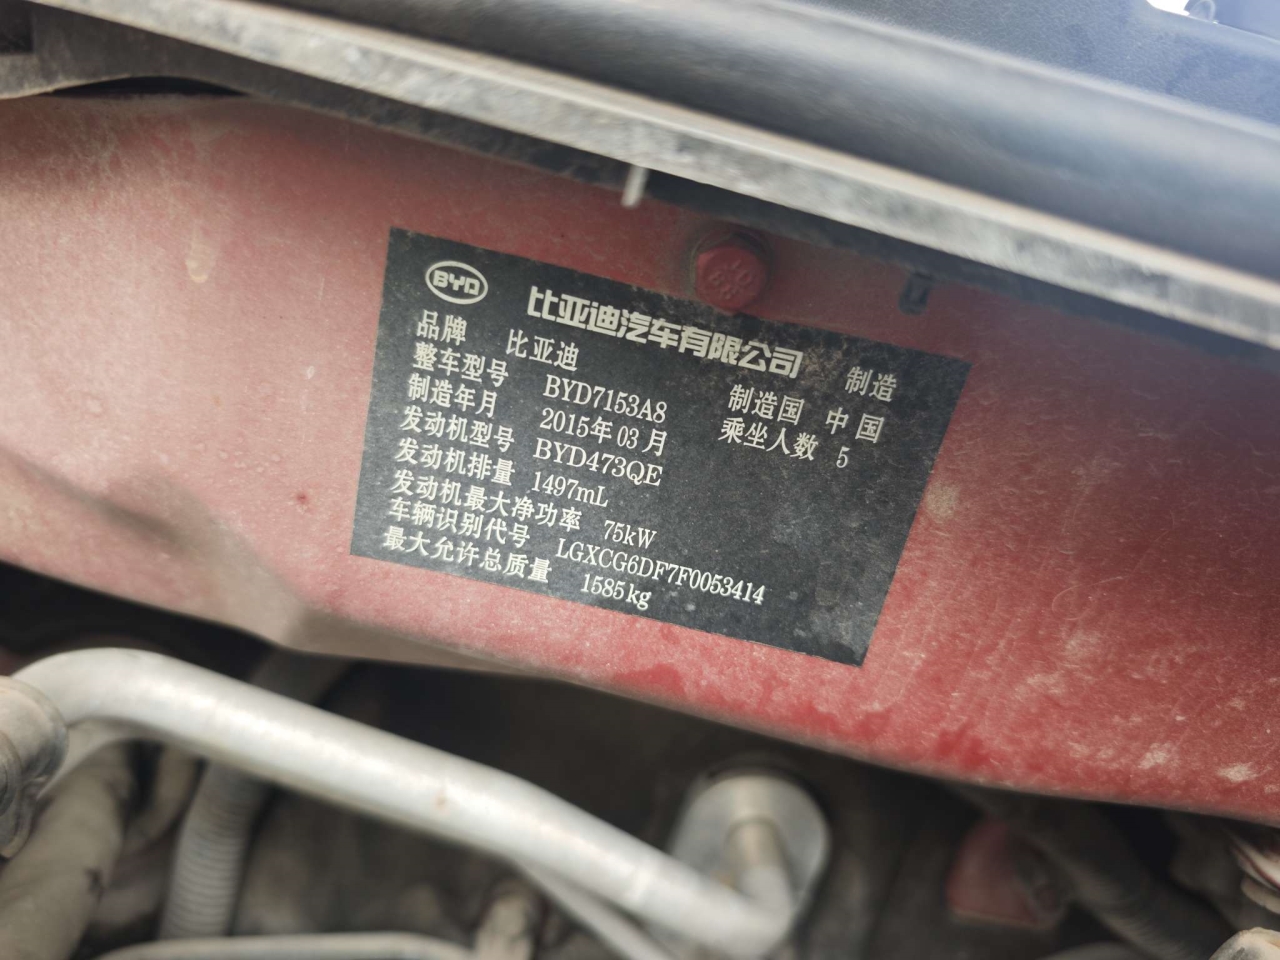 BYD 比亚迪汽车有限公司 制造
品牌 比亚迪 制造国 中国
整车型号 BYD7153A8 乘坐人数 5
制造年月 2015年03月
发动机型号 BYD473QE
发动机排量 1497mL
发动机最大净功率 75kW
车辆识别代号 LGXCG6DF7F0053414
最大允许总质量 1585kg